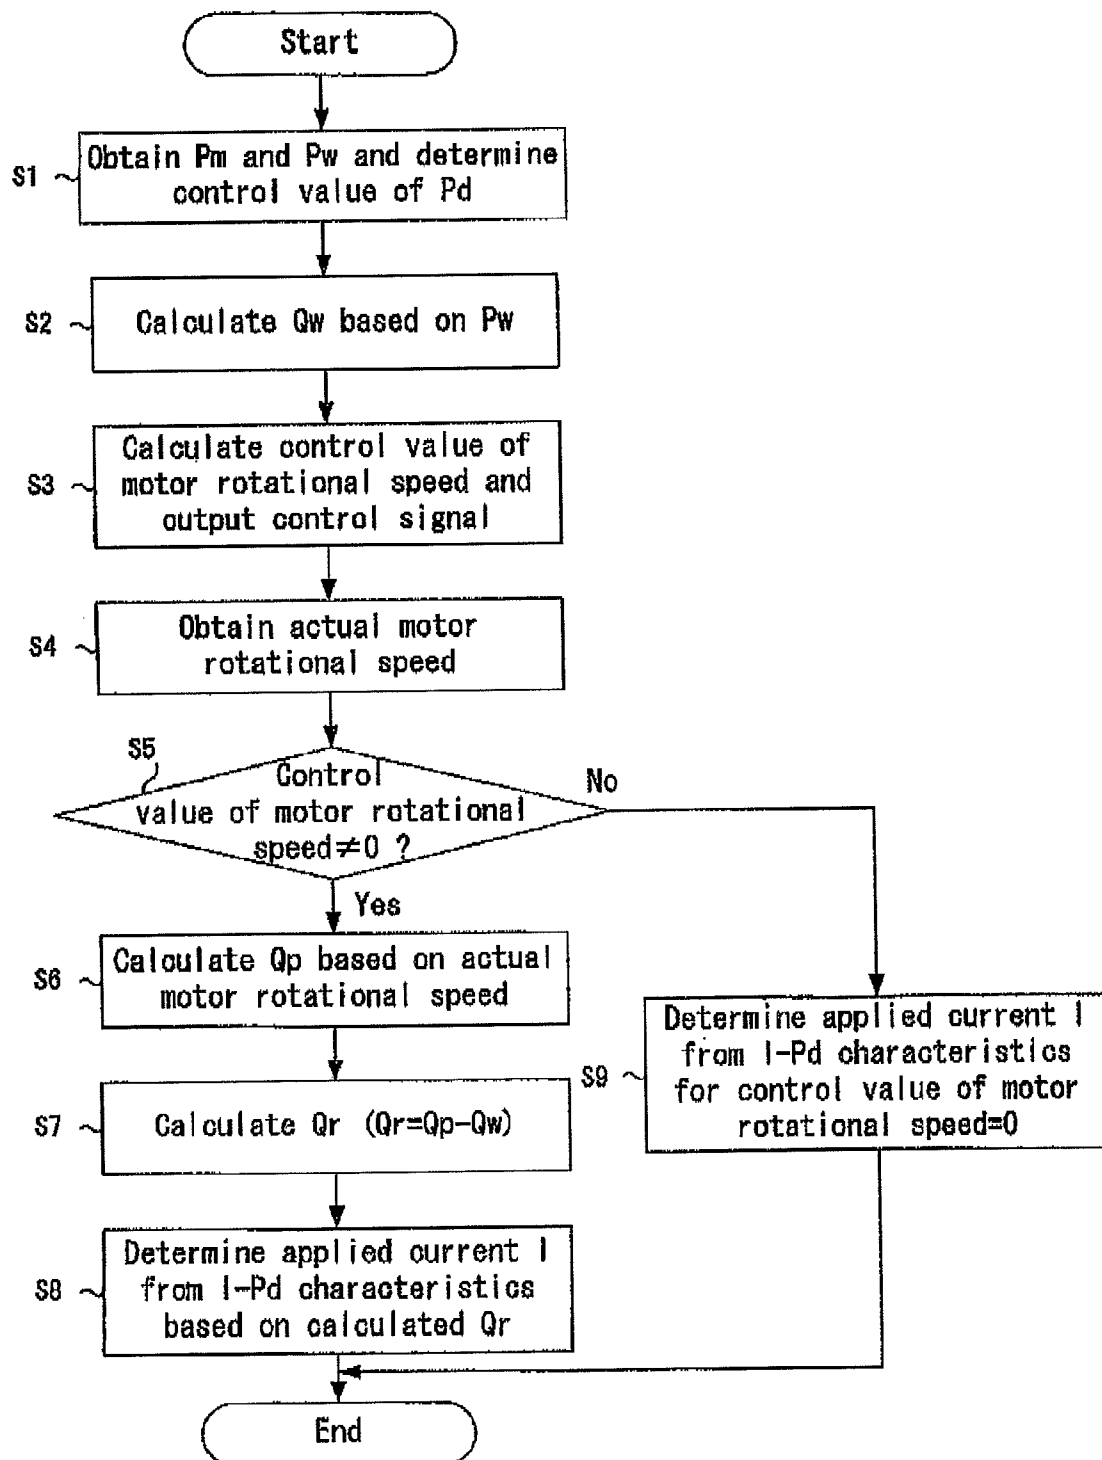 Start
S1
Obtain Pm and Pw and determine
control value of Pd
S2
Calculate Qw based on Pw
S3
Calculate control value of
motor rotational speed and
output control signal
S4
Obtain actual motor
rotational speed
S5
Control
value of motor rotational
speed≠0 ?
No
Yes
S6
Calculate Qp based on actual
motor rotational speed
S7
Calculate Qr (Qr=Qp-Qw)
S8
Determine applied current I
from I-Pd characteristics
based on calculated Qr
S9
Determine applied current I
from I-Pd characteristics
for control value of motor
rotational speed=0
End